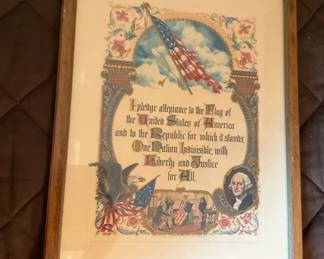 I pledge allegiance to the Flag of
the United States of America
and to the Republic for which it stands,
One Nation Indivisible, with
Liberty and Justice
for All.